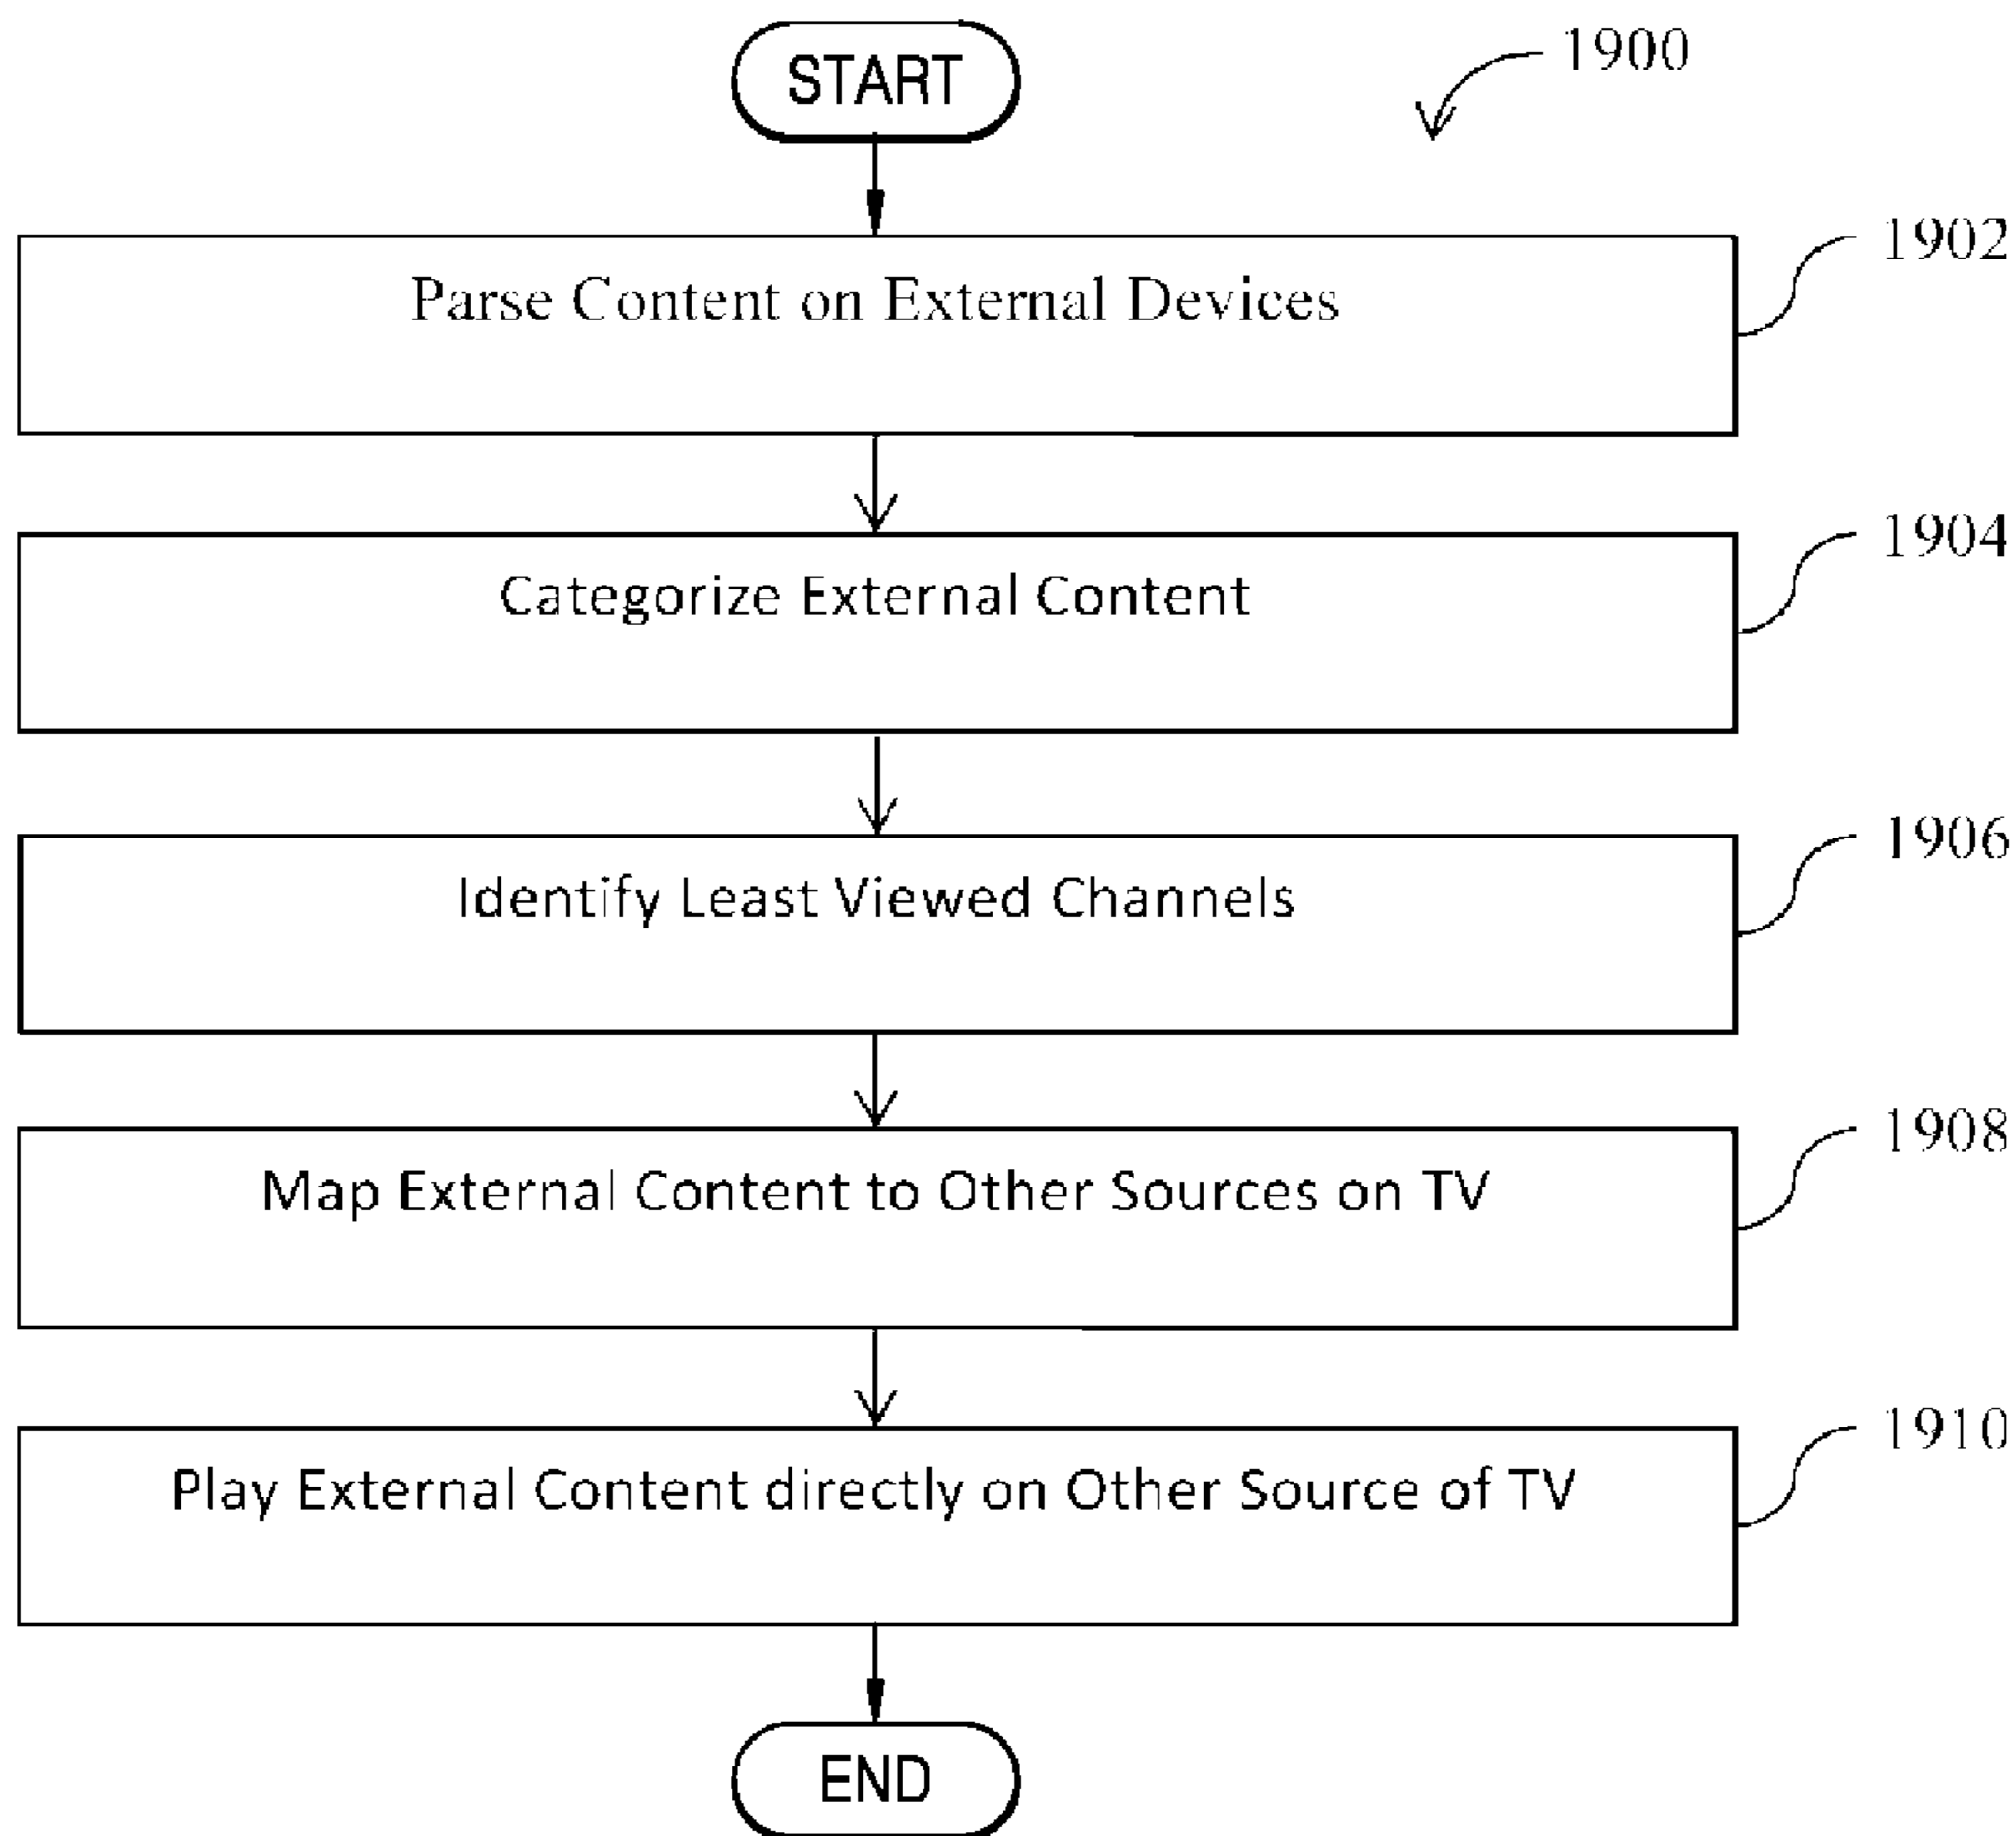 START
1900
1902
Parse Content on External Devices
1904
Categorize External Content
1906
Identify Least Viewed Channels
1908
Map External Content to Other Sources on TV
1910
Play External Content directly on Other Source of TV
END